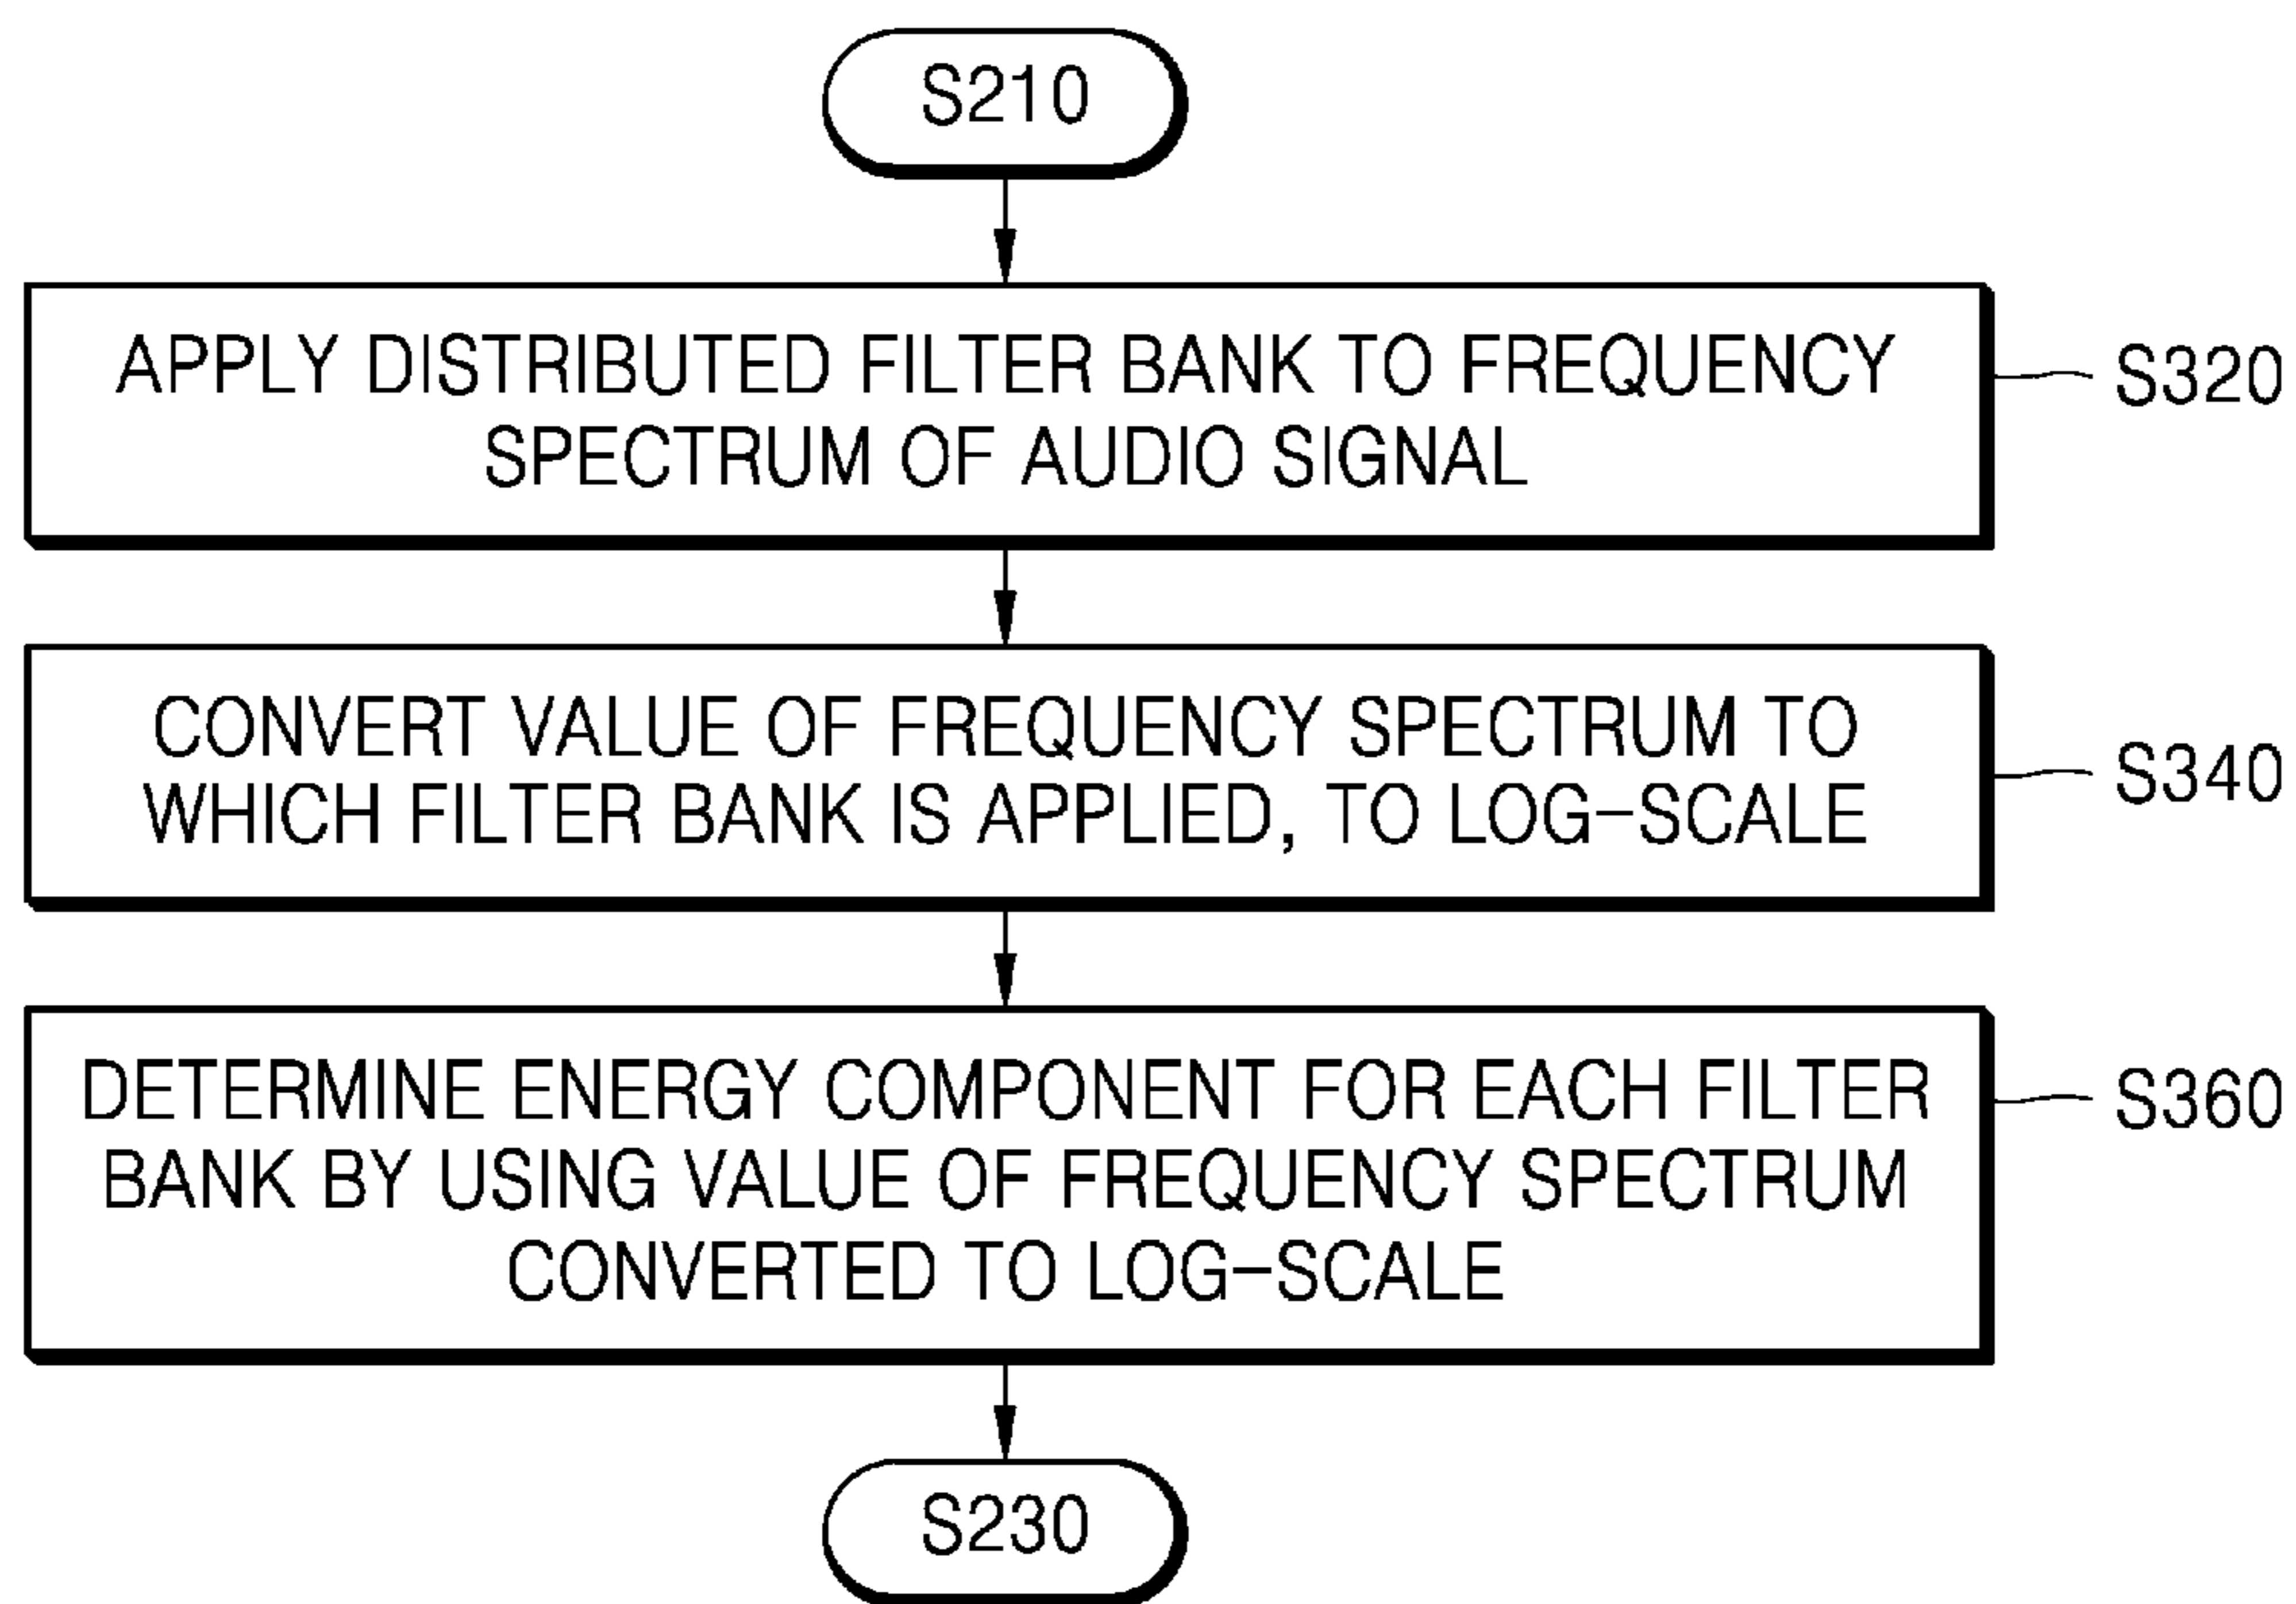 S210
APPLY DISTRIBUTED FILTER BANK TO FREQUENCY
SPECTRUM OF AUDIO SIGNAL
S320
CONVERT VALUE OF FREQUENCY SPECTRUM TO
WHICH FILTER BANK IS APPLIED, TO LOG-SCALE
S340
DETERMINE ENERGY COMPONENT FOR EACH FILTER
BANK BY USING VALUE OF FREQUENCY SPECTRUM
CONVERTED TO LOG-SCALE
S360
S230